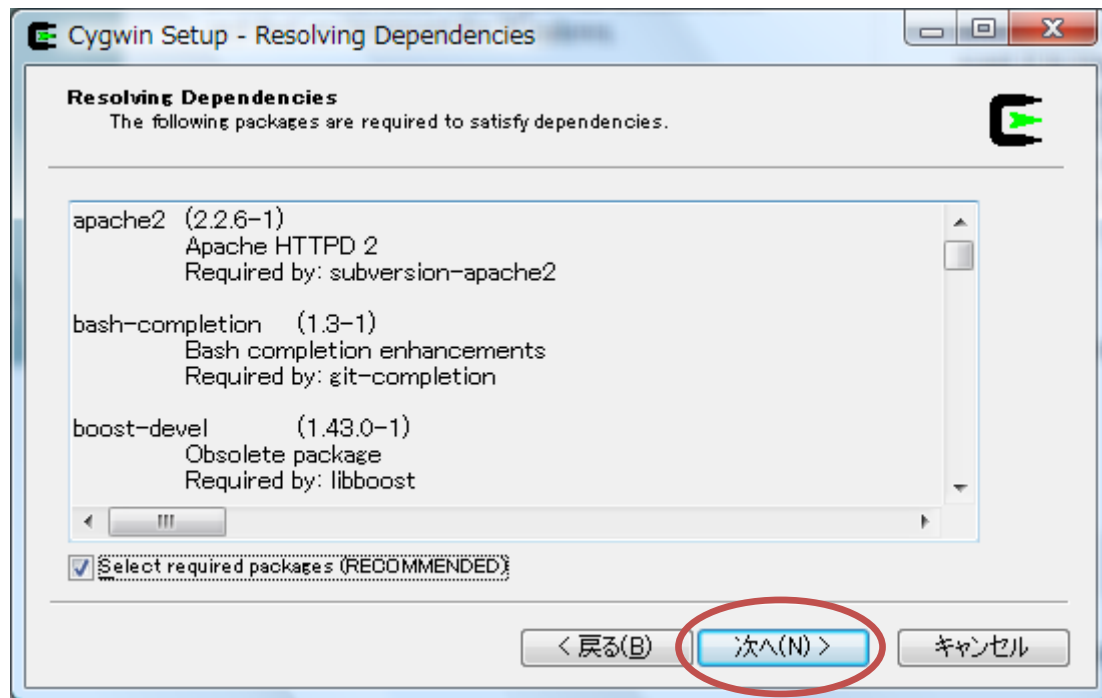 Cygwin Setup - Resolving Dependencies
Resolving Dependencies
The following packages are required to satisfy dependencies.
apache2 (2.2.6-1)
Apache HTTPD 2
Required by: subversion-apache2
bash-completion (1.3-1)
Bash completion enhancements
Required by: git-completion
boost-devel (1.43.0-1)
Obsolete package
Required by: libboost
Select required packages (RECOMMENDED)
< 戻る(B) 次へ(N) > キャンセル